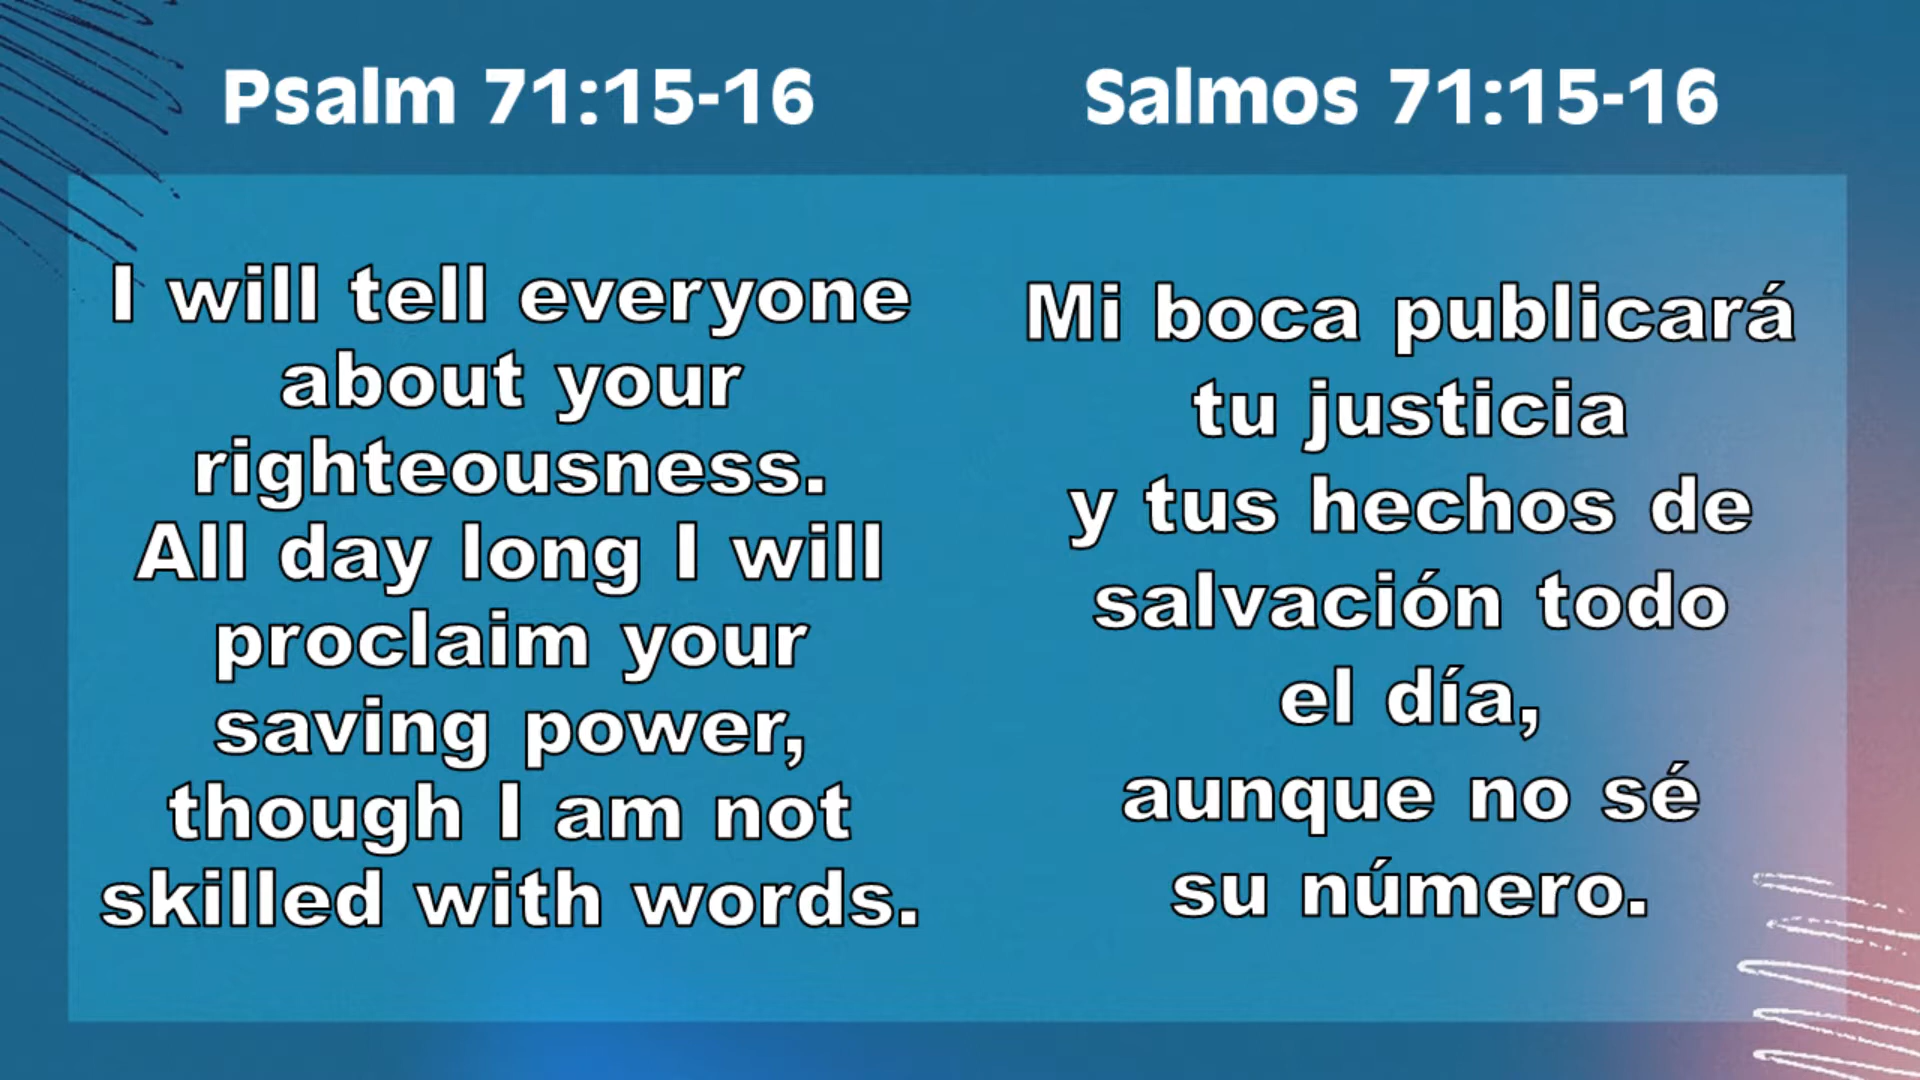 Psalm 71:15-16
I will tell everyone
about your
righteousness.
All day long I will
proclaim your
saving power,
though I am not
skilled with words.
Salmos 71:15-16
Mi boca publicará
tu justicia
y tus hechos de
salvación todo
el día,
aunque no sé
su número.